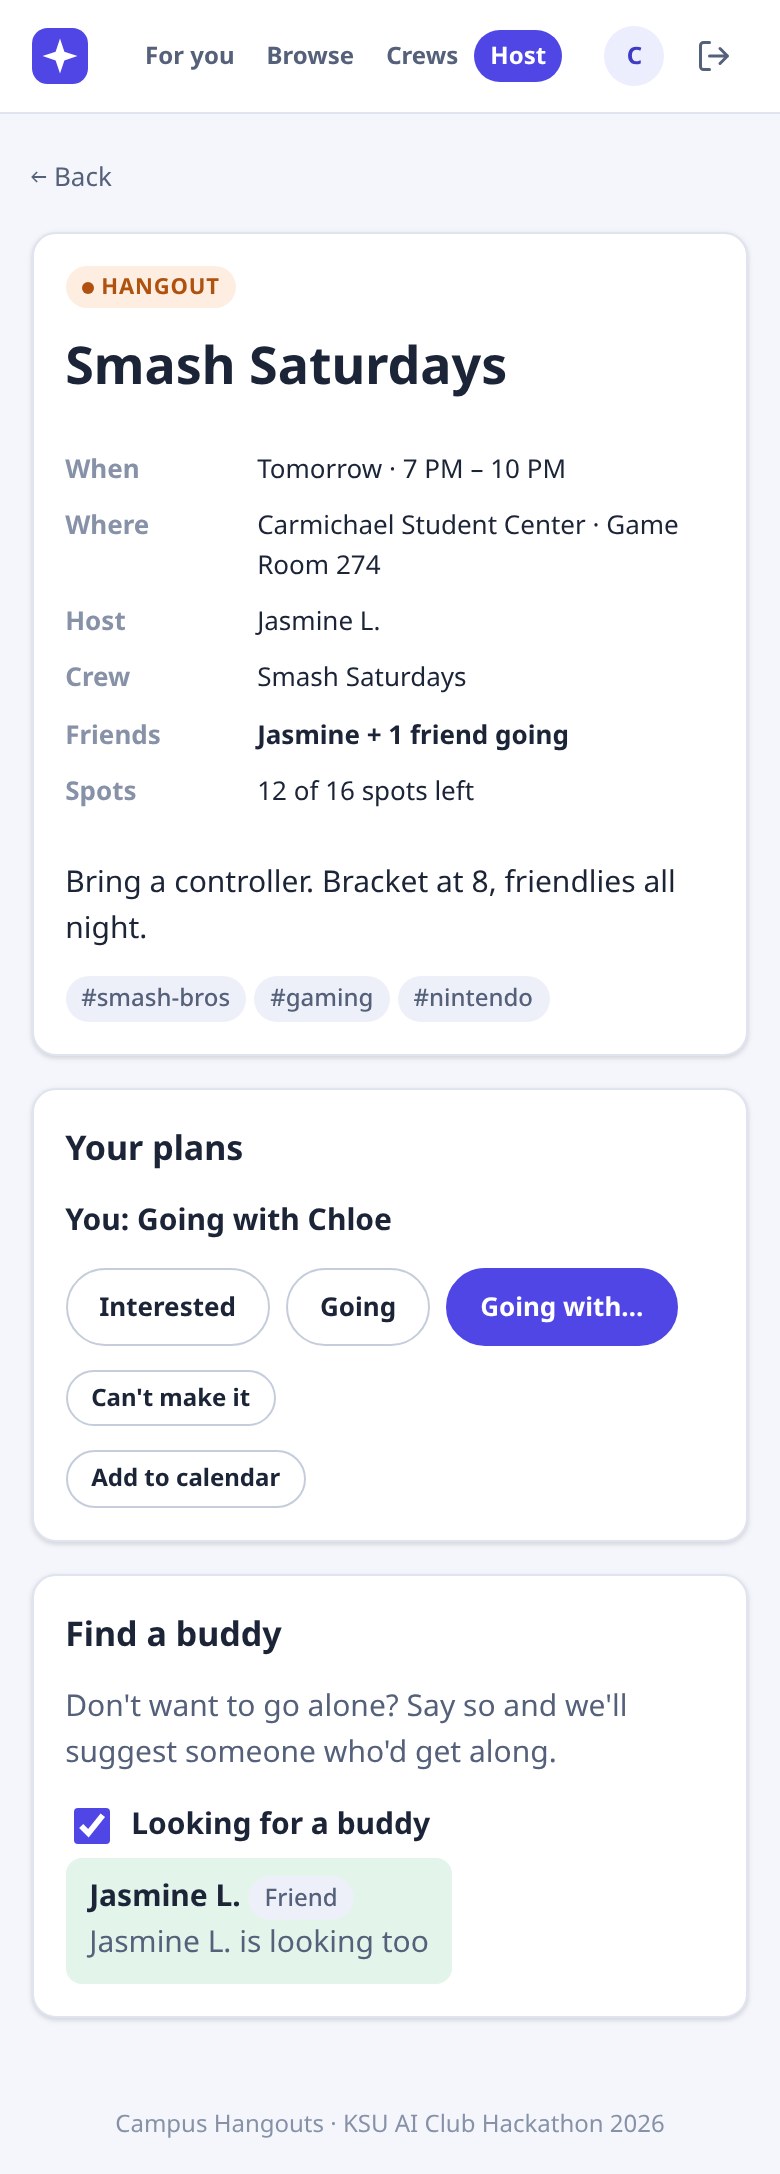 For you Browse Crews Host C
← Back
HANGOUT
Smash Saturdays
When Tomorrow · 7 PM – 10 PM
Where Carmichael Student Center · Game
Room 274
Host Jasmine L.
Crew Smash Saturdays
Friends Jasmine + 1 friend going
Spots 12 of 16 spots left
Bring a controller. Bracket at 8, friendlies all
night.
#smash-bros #gaming #nintendo
Your plans
You: Going with Chloe
Interested Going Going with...
Can't make it
Add to calendar
Find a buddy
Don't want to go alone? Say so and we'll
suggest someone who'd get along.
Looking for a buddy
Jasmine L. Friend
Jasmine L. is looking too
Campus Hangouts · KSU AI Club Hackathon 2026